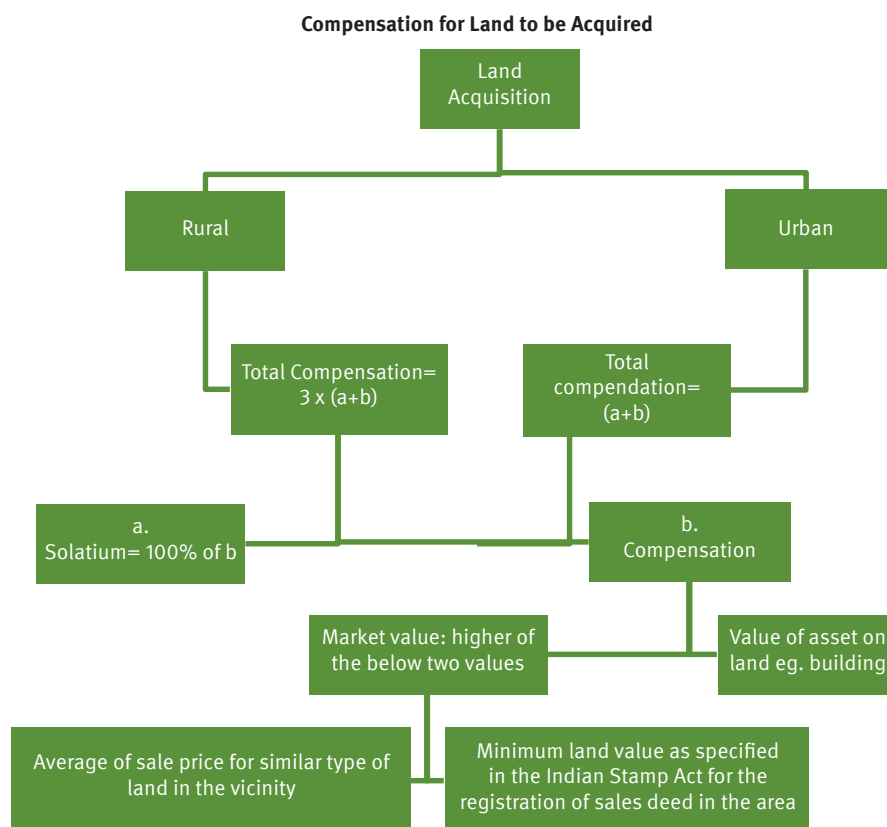 Compensation for Land to be Acquired
Land
Acquisition
Rural
Urban
Total Compensation=
3 x (a+b)
Total
compendation=
(a+b)
a.
Solatium= 100% of b
b.
Compensation
Market value: higher of
the below two values
Value of asset on
land eg. building
Average of sale price for similar type of
land in the vicinity
Minimum land value as specified
in the Indian Stamp Act for the
registration of sales deed in the area